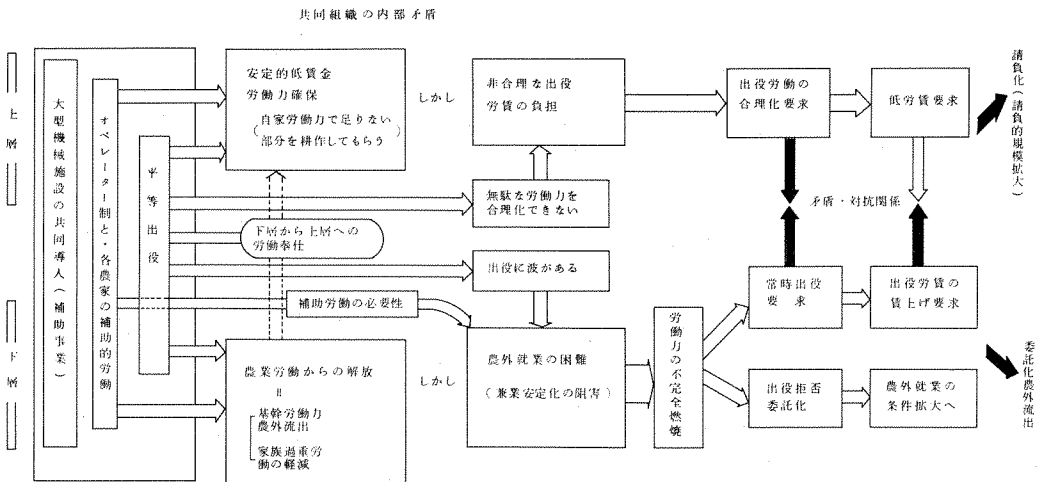 共同組織の内部矛盾
上層
下層
大型機械施設の共同導入（補助事業）
オペレーター制と・各農家の補助的労働
平等出役
安定的低賃金
労働力確保
（自家労働力で足りない
部分を耕作してもらう）
しかし
非合理な出役
労賃の負担
出役労働の
合理化要求
低労賃要求
請負化（請負的規模拡大）
無駄な労働力を
合理化できない
矛盾・対抗関係
下層から上層への
労働奉仕
出役に波がある
補助労働の必要性
常時出役
要求
出役労賃の
賃上げ要求
農業労働からの解放
＝
基幹労働力
農外流出
家族過重労
働の軽減
しかし
農外就業の困難
（兼業安定化の阻害）
労働力の不完全燃焼
出役拒否
委託化
農外就業の
条件拡大へ
委託化農外流出